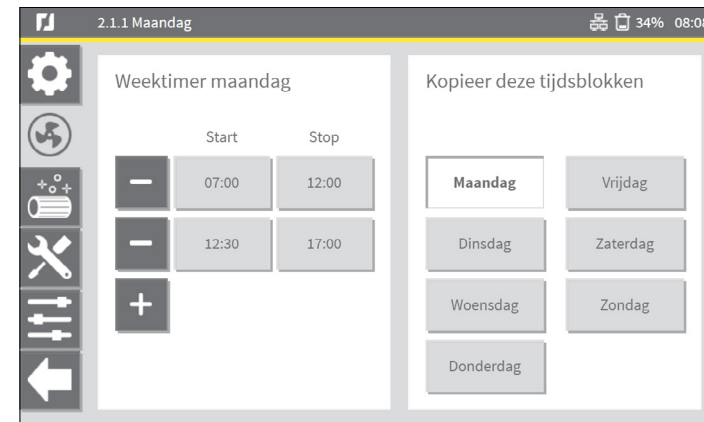 2.1.1 Maandag
34% 08:08
Weektimer maandag
Start Stop
07:00 12:00
12:30 17:00
Kopieer deze tijdsblokken
Maandag Vrijdag
Dinsdag Zaterdag
Woensdag Zondag
Donderdag